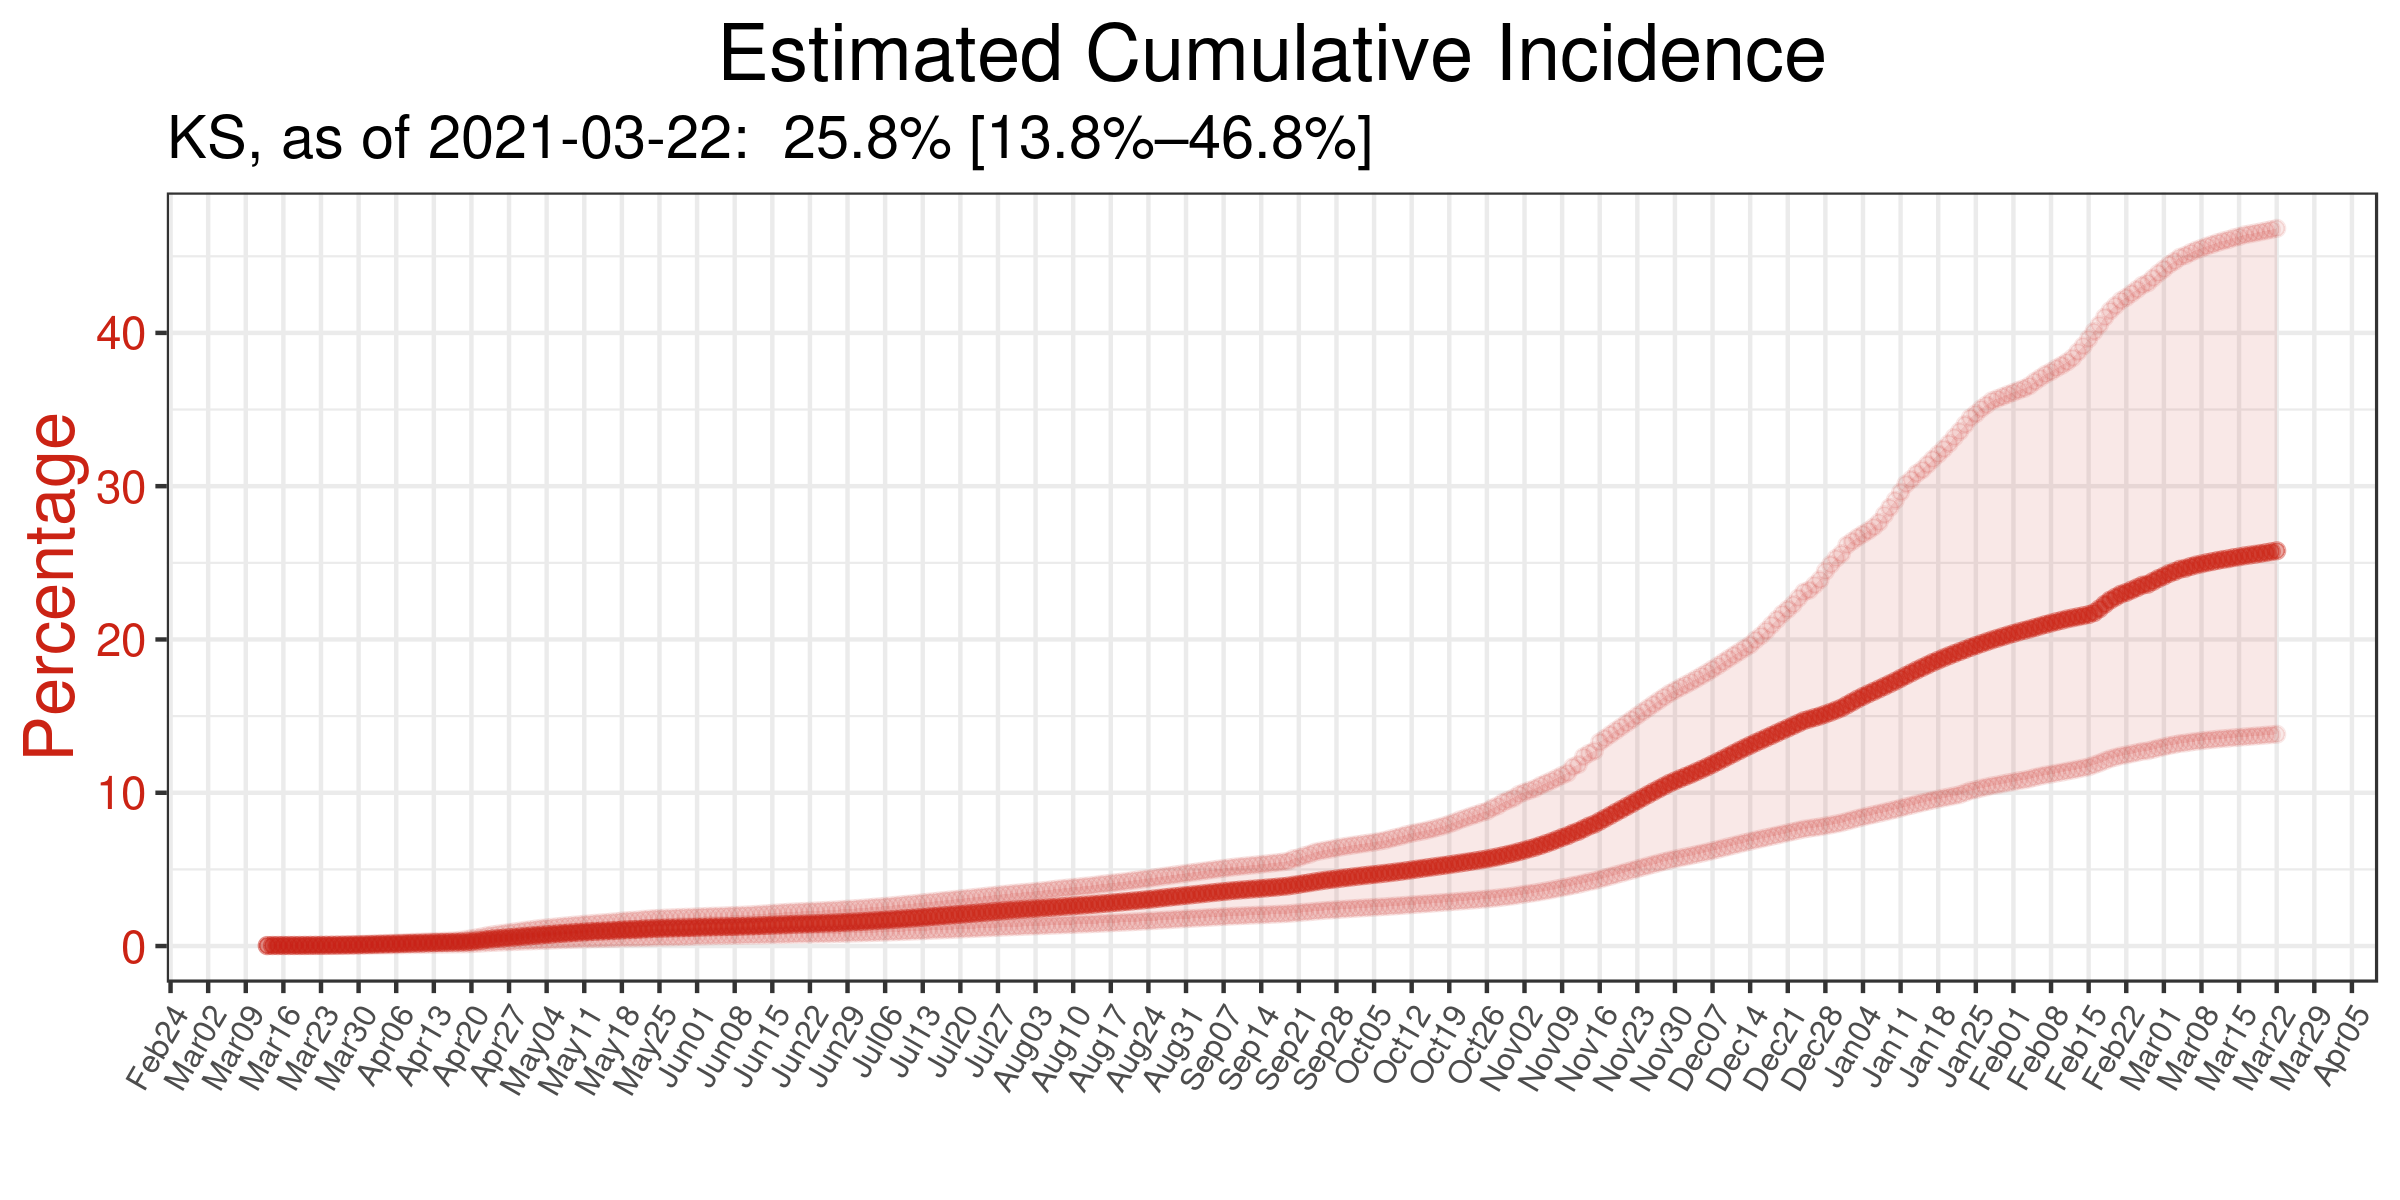 Estimated Cumulative Incidence
KS, as of 2021-03-22:  25.8% [13.8%–46.8%]
Percentage
40
30
20
10
0
Feb24
Mar02
Mar09
Mar16
Mar23
Mar30
Apr06
Apr13
Apr20
Apr27
May04
May11
May18
May25
Jun01
Jun08
Jun15
Jun22
Jun29
Jul06
Jul13
Jul20
Jul27
Aug03
Aug10
Aug17
Aug24
Aug31
Sep07
Sep14
Sep21
Sep28
Oct05
Oct12
Oct19
Oct26
Nov02
Nov09
Nov16
Nov23
Nov30
Dec07
Dec14
Dec21
Dec28
Jan04
Jan11
Jan18
Jan25
Feb01
Feb08
Feb15
Feb22
Mar01
Mar08
Mar15
Mar22
Mar29
Apr05